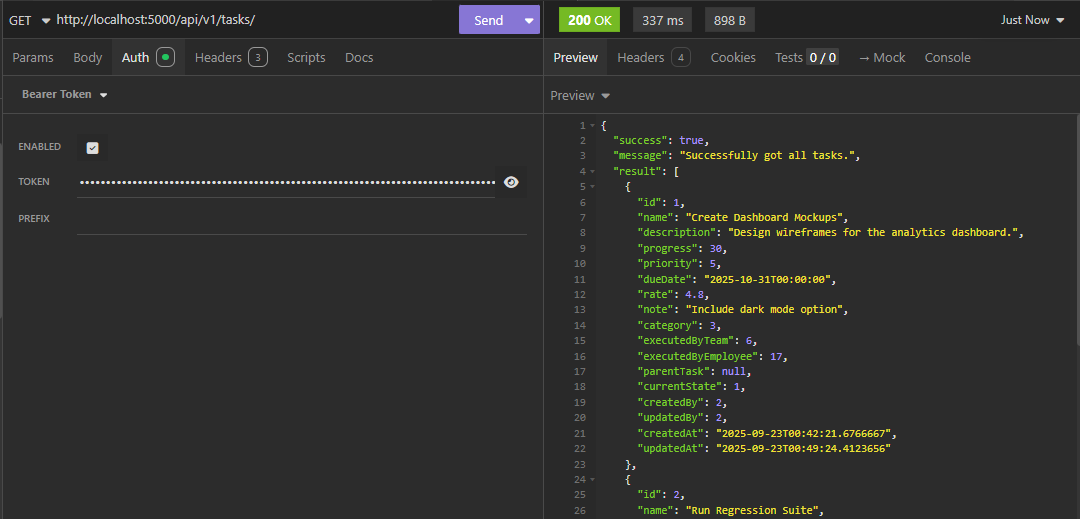 GET http://localhost:5000/api/v1/tasks/ Send 200 OK 337 ms 898 B Just Now
Params Body Auth Headers 3 Scripts Docs Preview Headers 4 Cookies Tests 0 / 0 → Mock Console
Bearer Token
Preview
ENABLED
TOKEN ••••••••••••••••••••••••••••••••••••••••••••••••••••••••••••••••••••••
PREFIX
1 {
2 "success": true,
3 "message": "Successfully got all tasks.",
4 "result": [
5 {
6 "id": 1,
7 "name": "Create Dashboard Mockups",
8 "description": "Design wireframes for the analytics dashboard.",
9 "progress": 30,
10 "priority": 5,
11 "dueDate": "2025-10-31T00:00:00",
12 "rate": 4.8,
13 "note": "Include dark mode option",
14 "category": 3,
15 "executedByTeam": 6,
16 "executedByEmployee": 17,
17 "parentTask": null,
18 "currentState": 1,
19 "createdBy": 2,
20 "updatedBy": 2,
21 "createdAt": "2025-09-23T00:42:21.6766667",
22 "updatedAt": "2025-09-23T00:49:24.4123656"
23 },
24 {
25 "id": 2,
26 "name": "Run Regression Suite",